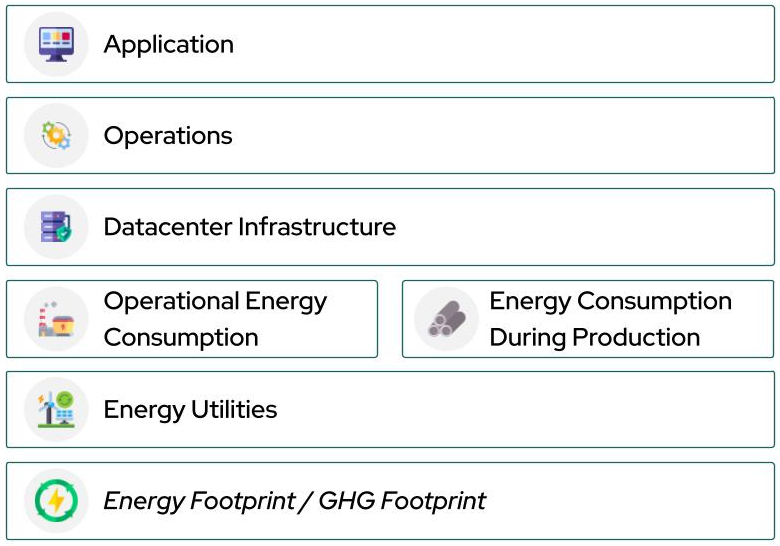 Application
Operations
Datacenter Infrastructure
Operational Energy
Consumption
Energy Consumption
During Production
Energy Utilities
Energy Footprint / GHG Footprint